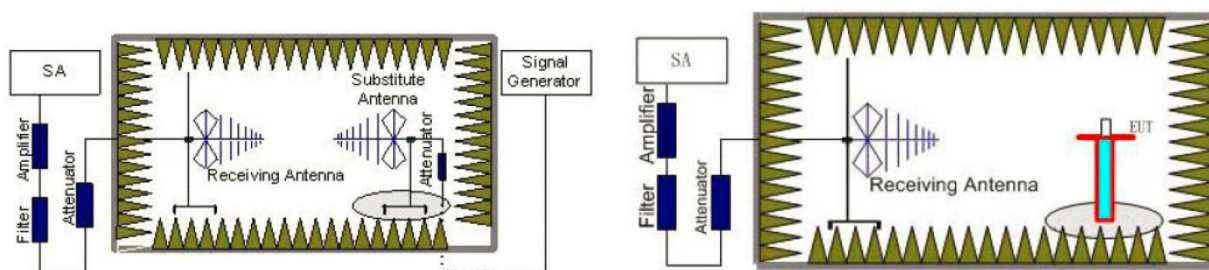 SA
Amplifier
Filter
Attenuator
Receiving Antenna
Substitute
Antenna
Attenuator
Signal
Generator
SA
Amplifier
Filter
Attenuator
Receiving Antenna
EUT